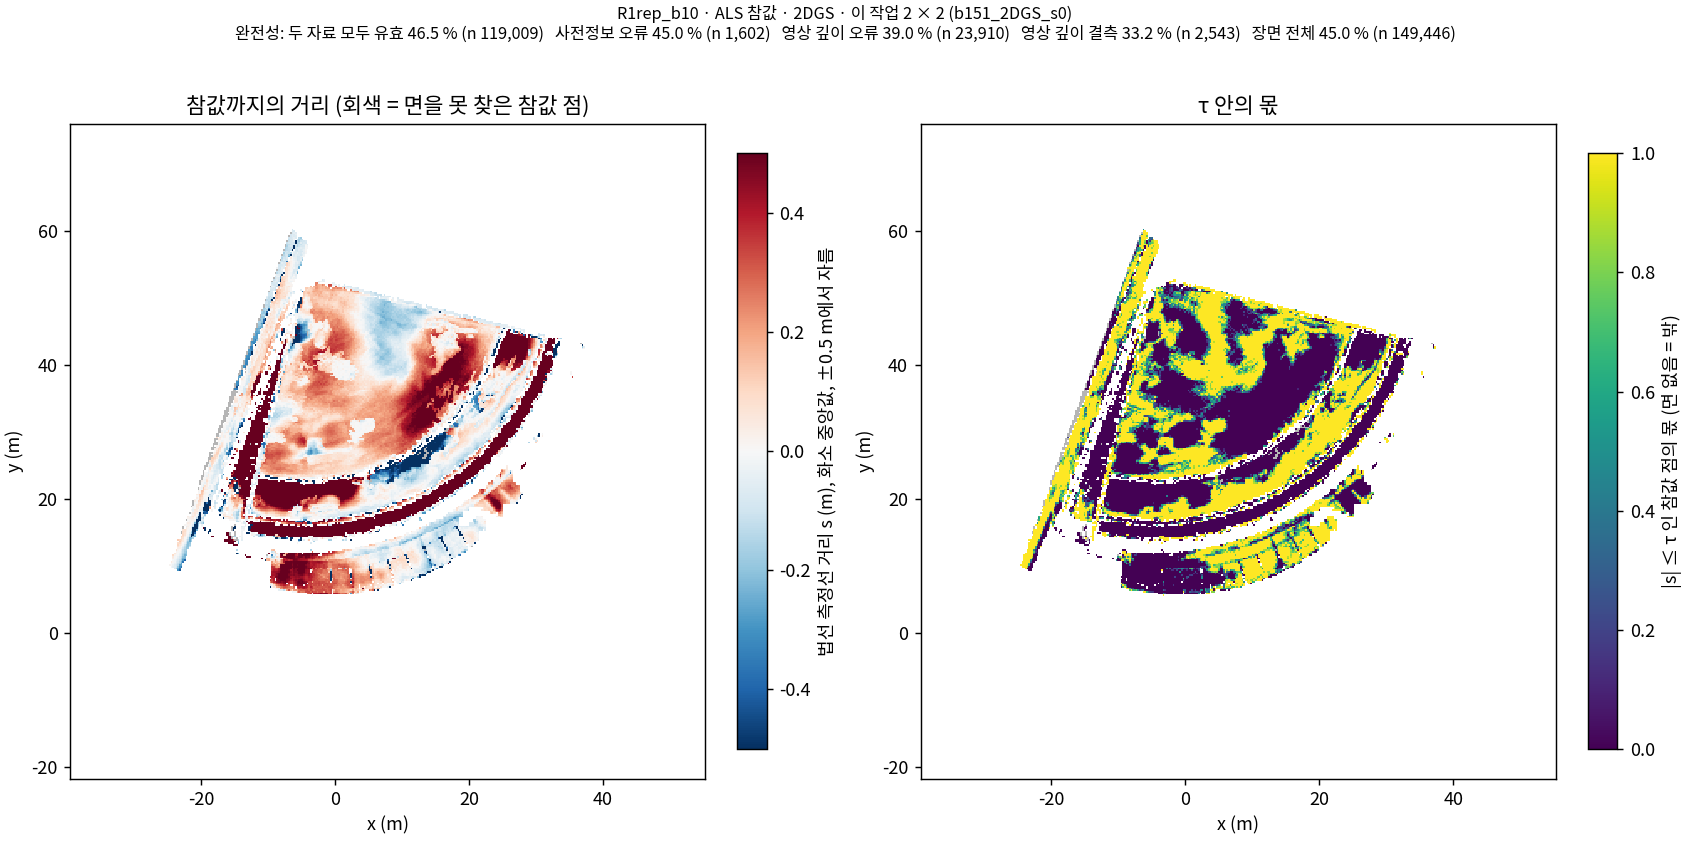 R1rep_b10 · ALS 참값 · 2DGS · 이 작업 2 × 2 (b151_2DGS_s0)
완전성: 두 자료 모두 유효 46.5 % (n 119,009) 사전정보 오류 45.0 % (n 1,602) 영상 깊이 오류 39.0 % (n 23,910) 영상 깊이 결측 33.2 % (n 2,543) 장면 전체 45.0 % (n 149,446)
참값까지의 거리 (회색 = 면을 못 찾은 참값 점)
y (m)
60
40
20
0
-20
-20 0 20 40
x (m)
0.4
0.2
0.0
-0.2
-0.4
법선 측정선 거리 s (m), 화소 중앙값, ±0.5 m에서 자름
τ 안의 몫
y (m)
60
40
20
0
-20
-20 0 20 40
x (m)
1.0
0.8
0.6
0.4
0.2
0.0
|s| ≤ τ 인 참값 점의 몫 (면 없음 = 밖)